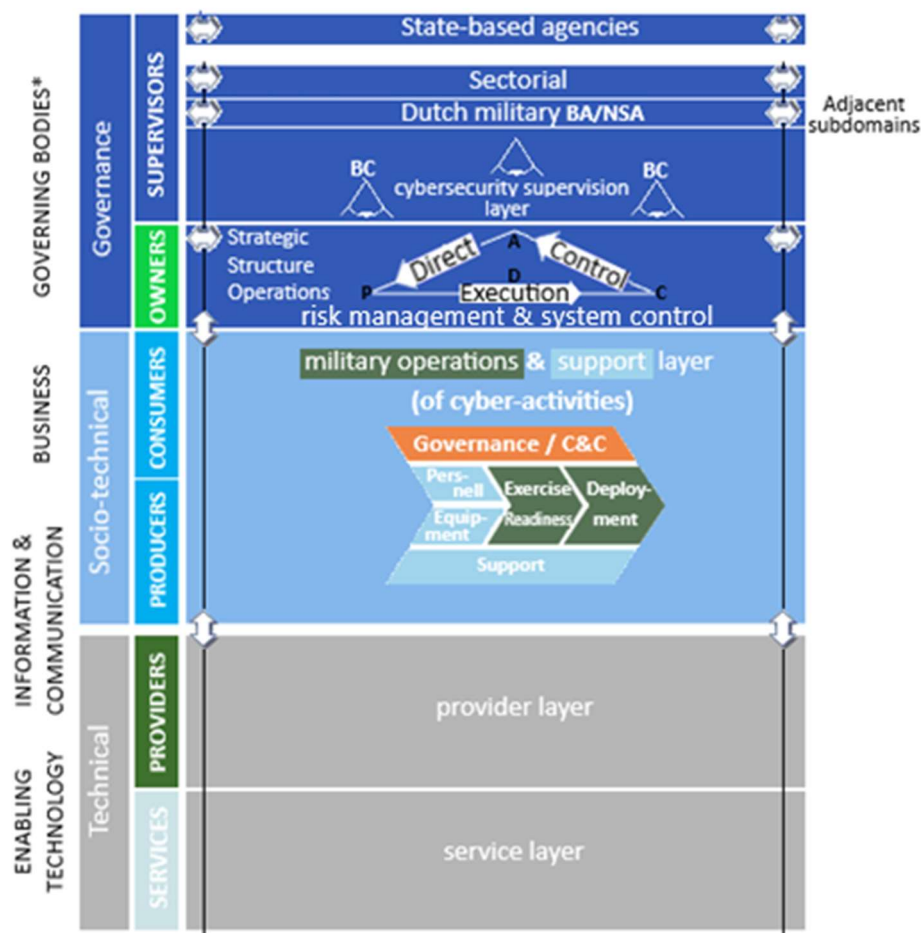 GOVERNING BODIES*
BUSINESS
INFORMATION &
COMMUNICATION
ENABLING
TECHNOLOGY
Governance
Socio-technical
Technical
SUPERVISORS
OWNERS
CONSUMERS
PRODUCERS
PROVIDERS
SERVICES
State-based agencies
Sectorial
Dutch military BA/NSA
Adjacent
subdomains
BC
BC
cybersecurity supervision
layer
Strategic
Structure
Operations
A
Direct
Control
D
P
Execution
C
risk management & system control
military operations & support layer
(of cyber-activities)
Governance / C&C
Pers-
nell
Exercise
Deploy-
Equip-
ment
Readiness
ment
Support
provider layer
service layer